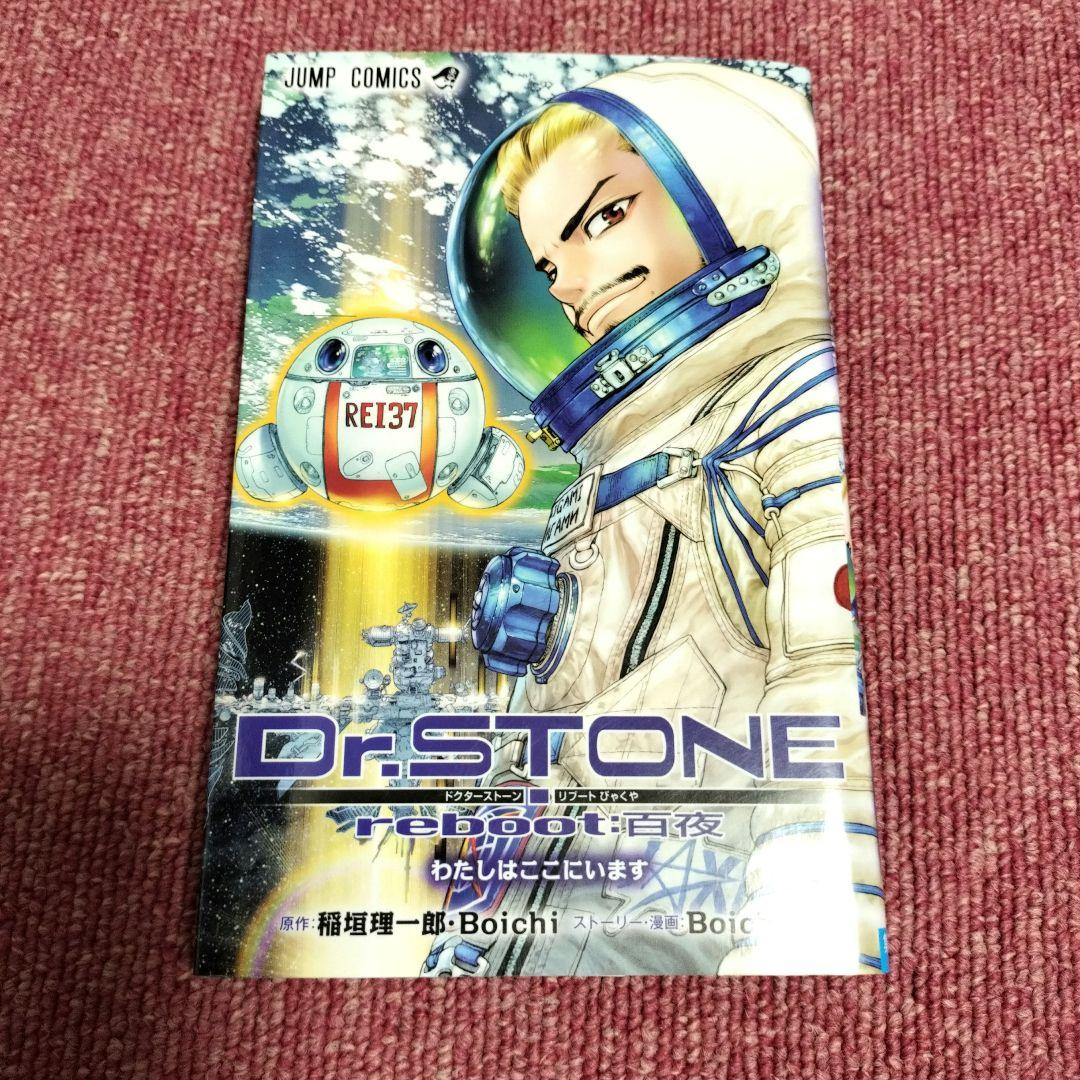 JUMP COMICS
REI37
IGAMI
Dr.STONE
ドクターストーン リブート びゃくや
reboot:百夜
わたしはここにいます
原作:稲垣理一郎・Boichi ストーリー・漫画: